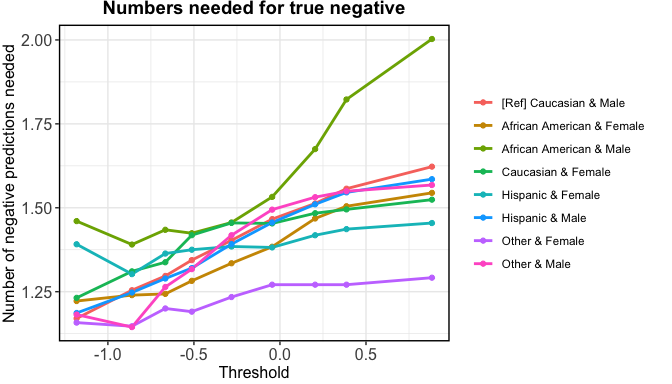 Numbers needed for true negative
Number of negative predictions needed
2.00
1.75
1.50
1.25
-1.0
-0.5
0.0
0.5
Threshold
[Ref] Caucasian & Male
African American & Female
African American & Male
Caucasian & Female
Hispanic & Female
Hispanic & Male
Other & Female
Other & Male